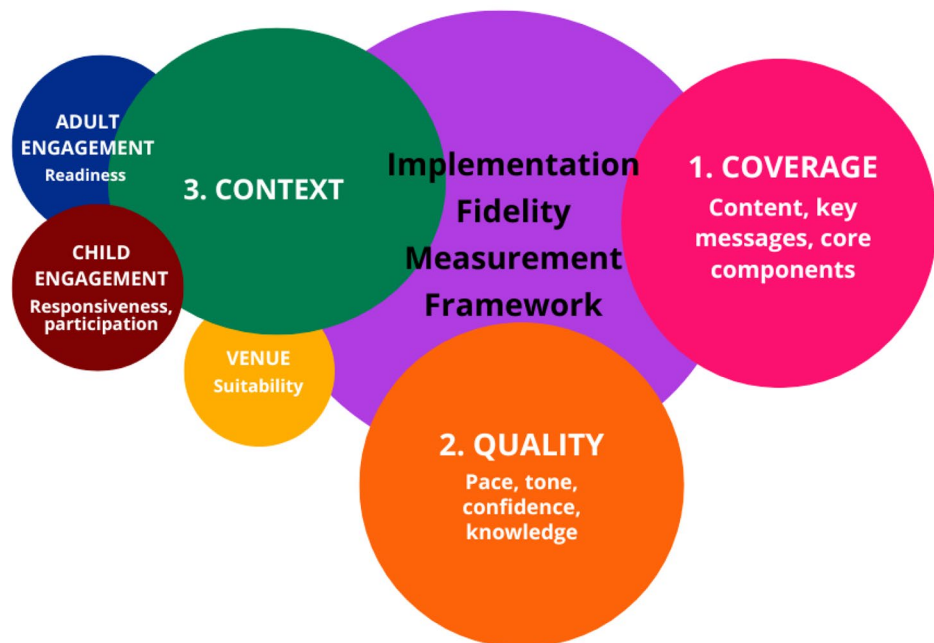 Implementation
Fidelity
Measurement
Framework
1. COVERAGE
Content, key
messages, core
components
2. QUALITY
Pace, tone,
confidence,
knowledge
3. CONTEXT
ADULT
ENGAGEMENT
Readiness
CHILD
ENGAGEMENT
Responsiveness,
participation
VENUE
Suitability